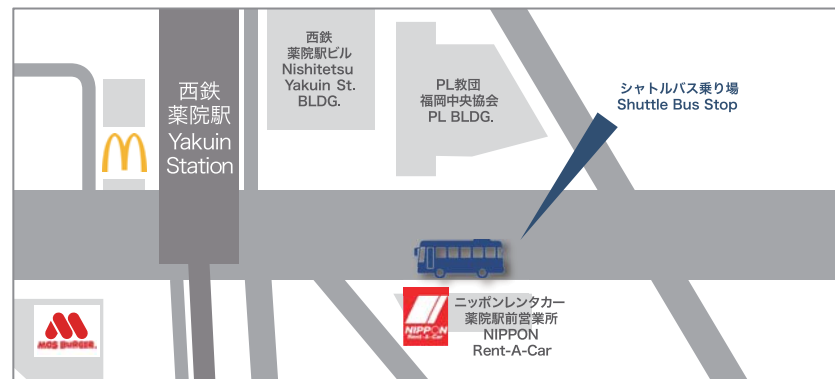 西鉄
薬院駅
Yakuin
Station
西鉄
薬院駅ビル
Nishitetsu
Yakuin St.
BLDG.
PL教団
福岡中央協会
PL BLDG.
シャトルバス乗り場
Shuttle Bus Stop
MOS BURGER.
NIPPON
Rent-A-Car
ニッポンレンタカー
薬院駅前営業所
NIPPON
Rent-A-Car